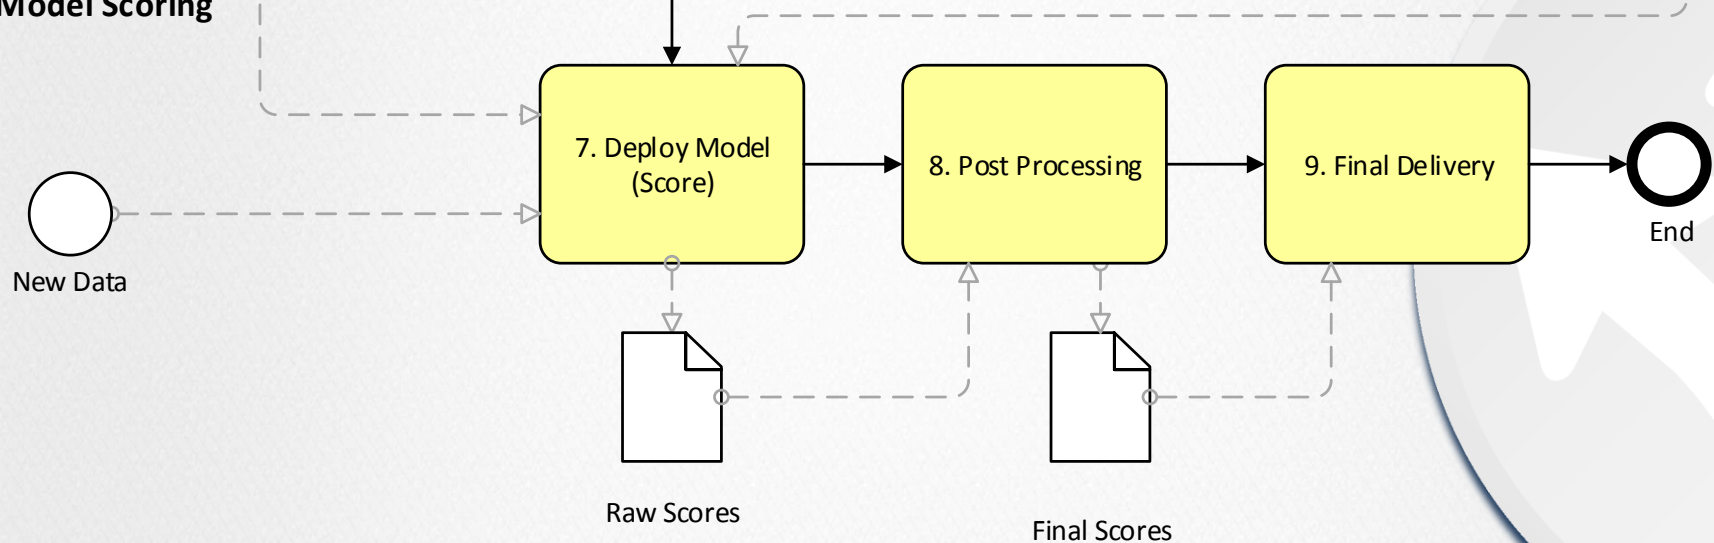 Model Scoring
7. Deploy Model
(Score)
8. Post Processing
9. Final Delivery
End
New Data
Raw Scores
Final Scores